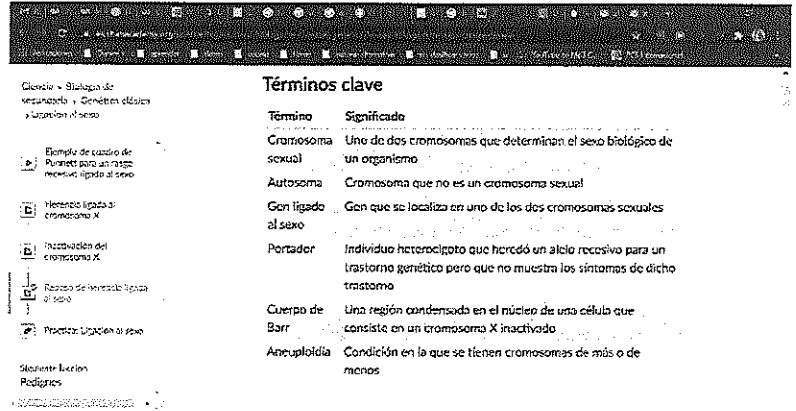 Ciencia > Biología de
secundaria > Genética clásica
> Ligación al sexo
Ejemplo de cuadro de
Punnett para un rasgo
recesivo ligado al sexo
Herencia ligada al
cromosoma X
Inactivación del
cromosoma X
Repaso de herencia ligada
al sexo
Práctica: Ligación al sexo
Siguiente lección
Pedigríes
Términos clave
Término Significado
Cromosoma sexual Uno de dos cromosomas que determinan el sexo biológico de
un organismo
Autosoma Cromosoma que no es un cromosoma sexual
Gen ligado al sexo Gen que se localiza en uno de los dos cromosomas sexuales
Portador Individuo heterocigoto que heredó un alelo recesivo para un
trastorno genético pero que no muestra los síntomas de dicho
trastorno
Cuerpo de Barr Una región condensada en el núcleo de una célula que
consiste en un cromosoma X inactivado
Aneuploidía Condición en la que se tienen cromosomas de más o de
menos